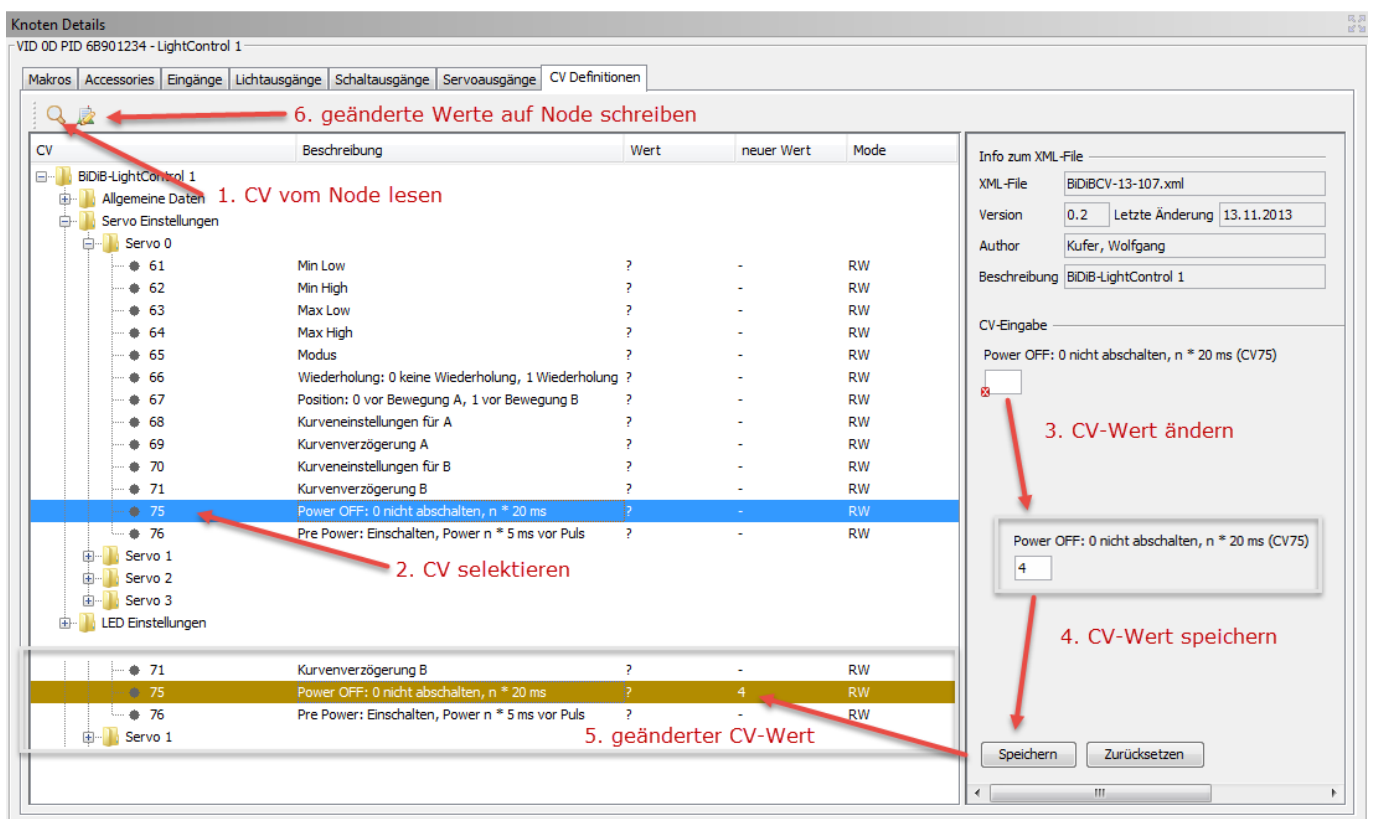 Knoten Details
VID 0D PID 6B901234 - LightControl 1
Makros Accessories Eingänge Lichtausgänge Schaltausgänge Servoausgänge CV Definitionen
6. geänderte Werte auf Node schreiben
CV Beschreibung Wert neuer Wert Mode
BiDiB-LightControl 1
Allgemeine Daten
1. CV vom Node lesen
Servo Einstellungen
Servo 0
61 Min Low ? - RW
62 Min High ? - RW
63 Max Low ? - RW
64 Max High ? - RW
65 Modus ? - RW
66 Wiederholung: 0 keine Wiederholung, 1 Wiederholung ? - RW
67 Position: 0 vor Bewegung A, 1 vor Bewegung B ? - RW
68 Kurveneinstellungen für A ? - RW
69 Kurvenverzögerung A ? - RW
70 Kurveneinstellungen für B ? - RW
71 Kurvenverzögerung B ? - RW
75 Power OFF: 0 nicht abschalten, n * 20 ms ? - RW
76 Pre Power: Einschalten, Power n * 5 ms vor Puls ? - RW
Servo 1
2. CV selektieren
Servo 2
Servo 3
LED Einstellungen
71 Kurvenverzögerung B ? - RW
75 Power OFF: 0 nicht abschalten, n * 20 ms ? 4 RW
76 Pre Power: Einschalten, Power n * 5 ms vor Puls ? - RW
Servo 1
5. geänderter CV-Wert
Info zum XML-File
XML-File BiDiBCV-13-107.xml
Version 0.2 Letzte Änderung 13.11.2013
Author Kufer, Wolfgang
Beschreibung BiDiB-LightControl 1
CV-Eingabe
Power OFF: 0 nicht abschalten, n * 20 ms (CV75)
3. CV-Wert ändern
Power OFF: 0 nicht abschalten, n * 20 ms (CV75)
4
4. CV-Wert speichern
Speichern Zurücksetzen